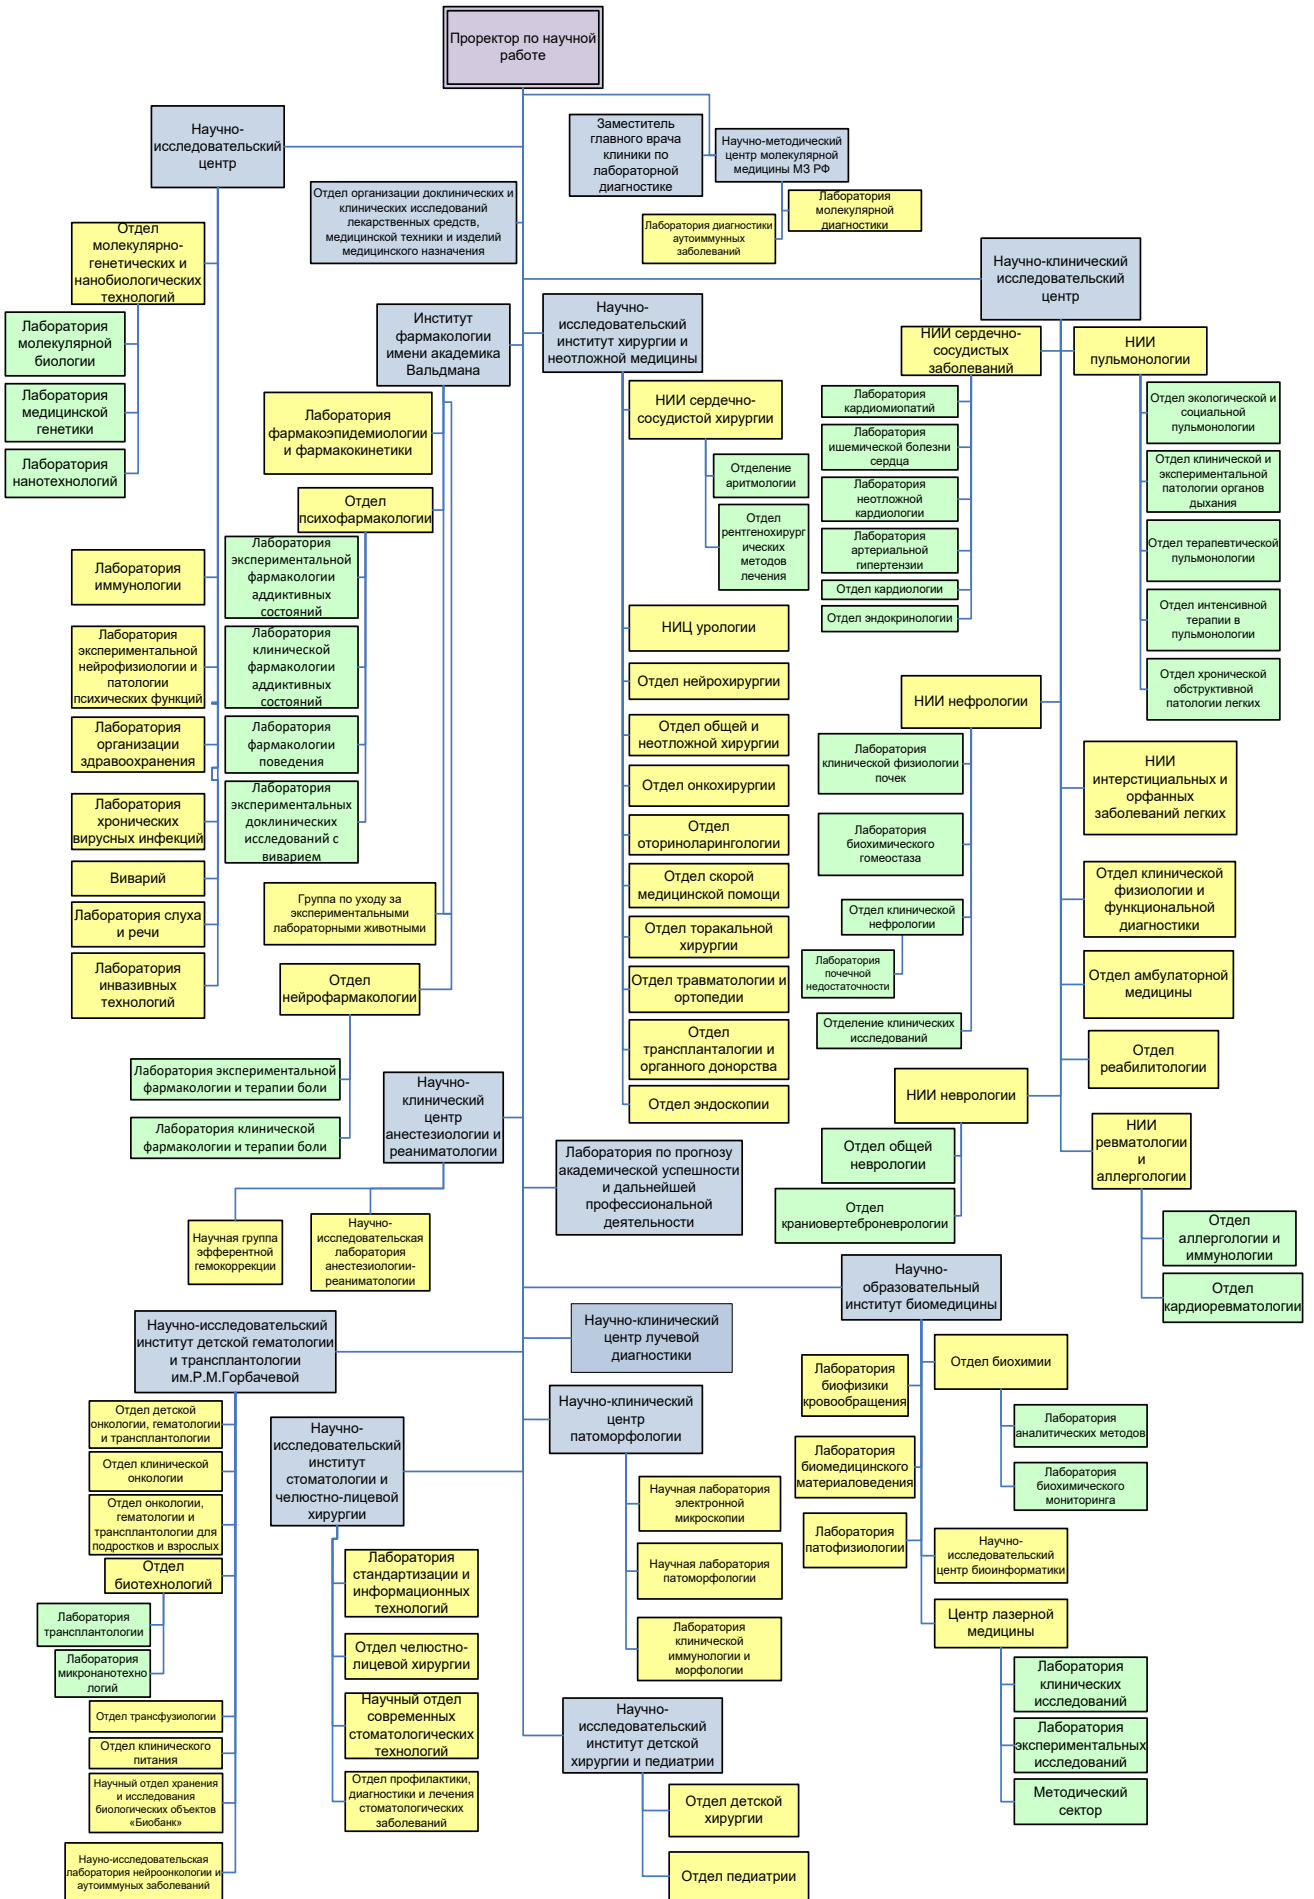 Проректор по научной
работе
Научно-
исследовательский
центр
Заместитель
главного врача
клиники по
лабораторной
диагностике
Научно-методический
центр молекулярной
медицины МЗ РФ
Отдел организации доклинических и
клинических исследований
лекарственных средств,
медицинской техники и изделий
медицинского назначения
Лаборатория
молекулярной
диагностики
Лаборатория диагностики
аутоиммунных
заболеваний
Отдел
молекулярно-
генетических и
нанобиологических
технологий
Лаборатория
молекулярной
биологии
Лаборатория
медицинской
генетики
Лаборатория
нанотехнологий
Лаборатория
иммунологии
Лаборатория
экспериментальной
нейрофизиологии и
патологии
психических функций
Лаборатория
организации
здравоохранения
Лаборатория
хронических
вирусных инфекций
Виварий
Лаборатория слуха
и речи
Лаборатория
инвазивных
технологий
Институт
фармакологии
имени академика
Вальдмана
Лаборатория
фармакоэпидемиологии
и фармакокинетики
Отдел
психофармакологии
Лаборатория
экспериментальной
фармакологии
аддиктивных
состояний
Лаборатория
клинической
фармакологии
аддиктивных
состояний
Лаборатория
фармакологии
поведения
Лаборатория
экспериментальных
доклинических
исследований с
виварием
Группа по уходу за
экспериментальными
лабораторными животными
Отдел
нейрофармакологии
Лаборатория экспериментальной
фармакологии и терапии боли
Лаборатория клинической
фармакологии и терапии боли
Научно-
исследовательский
институт хирургии и
неотложной медицины
НИИ сердечно-
сосудистой хирургии
Отделение
аритмологии
Отдел
рентгенохирург
ических
методов
лечения
НИЦ урологии
Отдел нейрохирургии
Отдел общей и
неотложной хирургии
Отдел онкохирургии
Отдел
оториноларингологии
Отдел скорой
медицинской помощи
Отдел торакальной
хирургии
Отдел травматологии и
ортопедии
Отдел
транспланталогии и
органного донорства
Отдел эндоскопии
Научно-клинический
исследовательский
центр
НИИ сердечно-
сосудистых
заболеваний
Лаборатория
кардиомиопатий
Лаборатория
ишемической болезни
сердца
Лаборатория
неотложной
кардиологии
Лаборатория
артериальной
гипертензии
Отдел кардиологии
Отдел эндокринологии
НИИ
пульмонологии
Отдел экологической и
социальной
пульмонологии
Отдел клинической и
экспериментальной
патологии органов
дыхания
Отдел терапевтической
пульмонологии
Отдел интенсивной
терапии в
пульмонологии
Отдел хронической
обструктивной
патологии легких
НИИ нефрологии
Лаборатория
клинической физиологии
почек
Лаборатория
биохимического
гомеостаза
Отдел клинической
нефрологии
Лаборатория
почечной
недостаточности
Отделение клинических
исследований
НИИ
интерстициальных и
орфанных
заболеваний легких
Отдел клинической
физиологии и
функциональной
диагностики
Отдел амбулаторной
медицины
Отдел
реабилитологии
НИИ неврологии
Отдел общей
неврологии
Отдел
краниовертеброневрологии
НИИ
ревматологии
и
аллергологии
Отдел
аллергологии и
иммунологии
Отдел
кардиоревматологии
Научно-
клинический
центр
анестезиологии и
реаниматологии
Научная группа
эфферентной
гемокоррекции
Научно-
исследовательская
лаборатория
анестезиологии-
реаниматологии
Лаборатория по прогнозу
академической успешности
и дальнейшей
профессиональной
деятельности
Научно-
образовательный
институт биомедицины
Лаборатория
биофизики
кровообращения
Отдел биохимии
Лаборатория
аналитических методов
Лаборатория
биохимического
мониторинга
Лаборатория
биомедицинского
материаловедения
Лаборатория
патофизиологии
Научно-
исследовательский
центр биоинформатики
Центр лазерной
медицины
Лаборатория
клинических
исследований
Лаборатория
экспериментальных
исследований
Методический
сектор
Научно-исследовательский
институт детской гематологии
и трансплантологии
им.Р.М.Горбачевой
Отдел детской
онкологии, гематологии
и трансплантологии
Отдел клинической
онкологии
Отдел онкологии,
гематологии и
трансплантологии для
подростков и взрослых
Отдел
биотехнологий
Лаборатория
трансплантологии
Лаборатория
микронанотехно
логий
Отдел трансфузиологии
Отдел клинического
питания
Научный отдел хранения
и исследования
биологических объектов
«Биобанк»
Науно-исследовательская
лаборатория нейроонкологии и
аутоиммуных заболеваний
Научно-клинический
центр лучевой
диагностики
Научно-клинический
центр
патоморфологии
Научная лаборатория
электронной
микроскопии
Научная лаборатория
патоморфологии
Лаборатория
клинической
иммунологии и
морфологии
Научно-
исследовательский
институт
стоматологии и
челюстно-лицевой
хирургии
Лаборатория
стандартизации и
информационных
технологий
Отдел челюстно-
лицевой хирургии
Научный отдел
современных
стоматологических
технологий
Отдел профилактики,
диагностики и лечения
стоматологических
заболеваний
Научно-
исследовательский
институт детской
хирургии и педиатрии
Отдел детской
хирургии
Отдел педиатрии